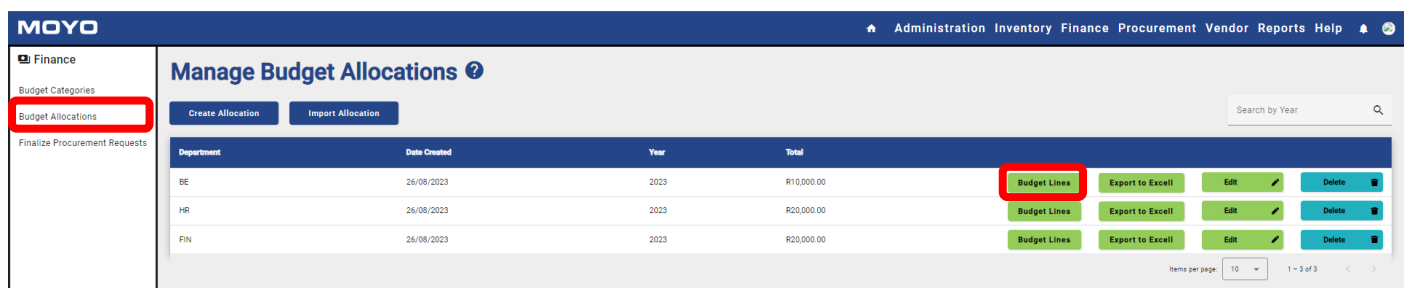 MOYO
Administration Inventory Finance Procurement Vendor Reports Help
Finance
Budget Categories
Budget Allocations
Finalize Procurement Requests
Manage Budget Allocations ?
Create Allocation Import Allocation Search by Year
Department Date Created Year Total
BE 26/08/2023 2023 R10,000.00 Budget Lines Export to Excell Edit Delete
HR 26/08/2023 2023 R20,000.00 Budget Lines Export to Excell Edit Delete
FIN 26/08/2023 2023 R20,000.00 Budget Lines Export to Excell Edit Delete
Items per page: 10 1 – 3 of 3